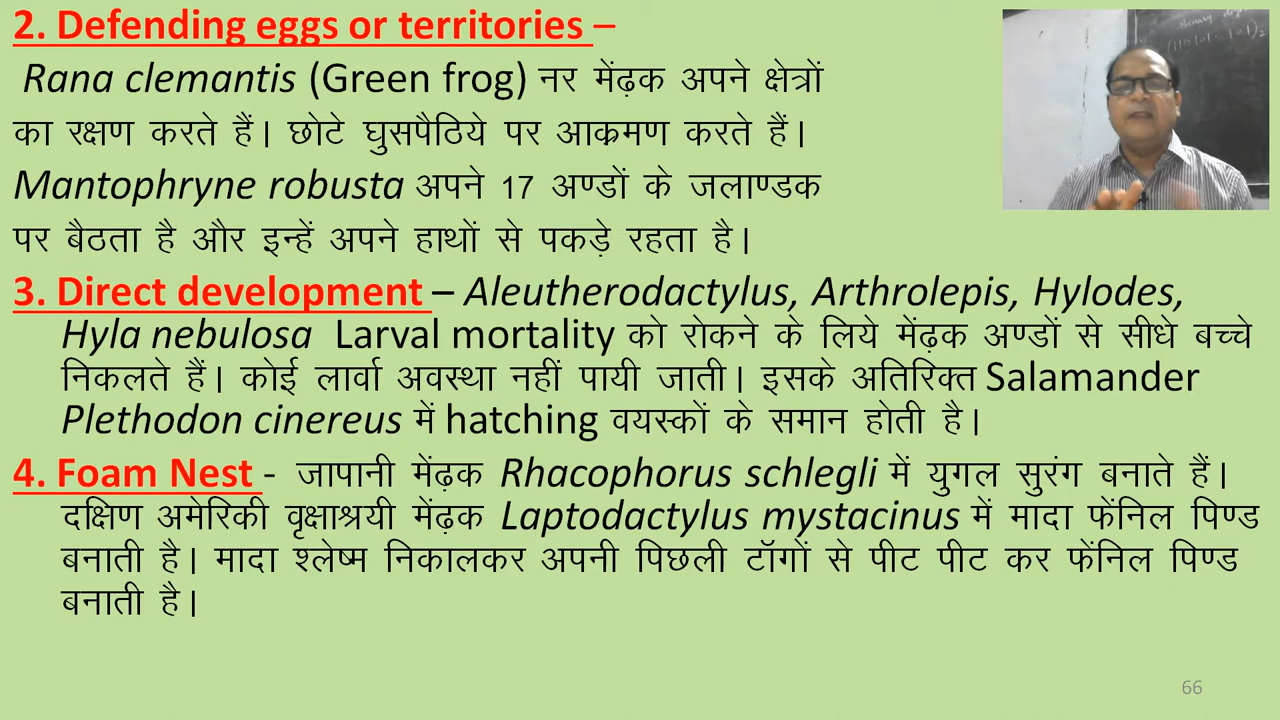 2. Defending eggs or territories –
Rana clemantis (Green frog) नर मेंढ़क अपने क्षेत्रों
का रक्षण करते हैं। छोटे घुसपैठिये पर आक्रमण करते हैं।
Mantophryne robusta अपने 17 अण्डों के जलाण्डक
पर बैठता है और इन्हें अपने हाथों से पकड़े रहता है।
3. Direct development – Aleutherodactylus, Arthrolepis, Hylodes,
Hyla nebulosa Larval mortality को रोकने के लिये मेंढ़क अण्डों से सीधे बच्चे
निकलते हैं। कोई लार्वा अवस्था नहीं पायी जाती। इसके अतिरिक्त Salamander
Plethodon cinereus में hatching वयस्कों के समान होती है।
4. Foam Nest - जापानी मेंढ़क Rhacophorus schlegli में युगल सुरंग बनाते हैं।
दक्षिण अमेरिकी वृक्षाश्रयी मेंढ़क Laptodactylus mystacinus में मादा फेंनिल पिण्ड
बनाती है। मादा श्लेष्म निकालकर अपनी पिछली टॉगों से पीट पीट कर फेंनिल पिण्ड
बनाती है।
66